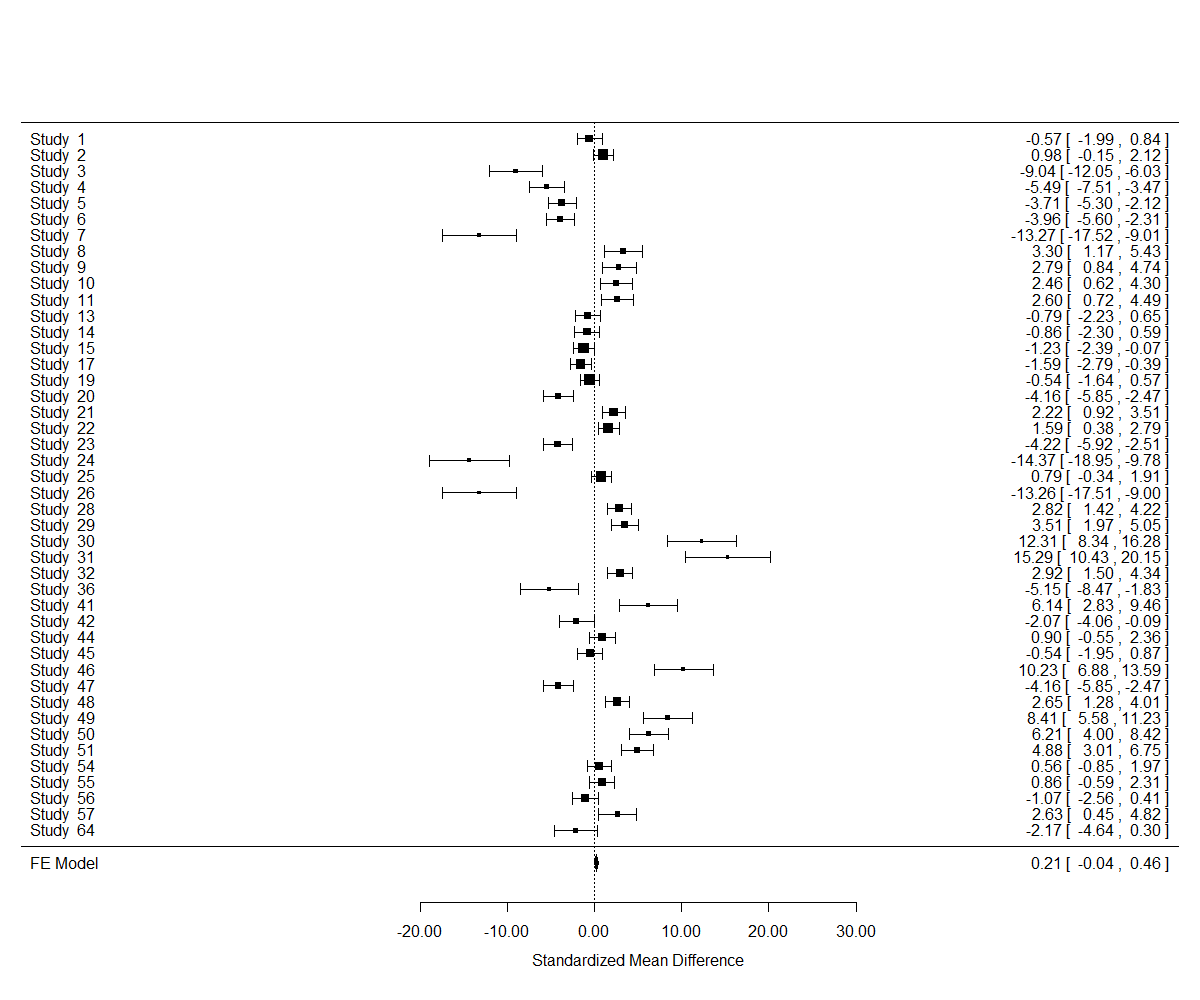 Study 1 -0.57 [ -1.99 , 0.84 ]
Study 2 0.98 [ -0.15 , 2.12 ]
Study 3 -9.04 [ -12.05 , -6.03 ]
Study 4 -5.49 [ -7.51 , -3.47 ]
Study 5 -3.71 [ -5.30 , -2.12 ]
Study 6 -3.96 [ -5.60 , -2.31 ]
Study 7 -13.27 [ -17.52 , -9.01 ]
Study 8 3.30 [ 1.17 , 5.43 ]
Study 9 2.79 [ 0.84 , 4.74 ]
Study 10 2.46 [ 0.62 , 4.30 ]
Study 11 2.60 [ 0.72 , 4.49 ]
Study 13 -0.79 [ -2.23 , 0.65 ]
Study 14 -0.86 [ -2.30 , 0.59 ]
Study 15 -1.23 [ -2.39 , -0.07 ]
Study 17 -1.59 [ -2.79 , -0.39 ]
Study 19 -0.54 [ -1.64 , 0.57 ]
Study 20 -4.16 [ -5.85 , -2.47 ]
Study 21 2.22 [ 0.92 , 3.51 ]
Study 22 1.59 [ 0.38 , 2.79 ]
Study 23 -4.22 [ -5.92 , -2.51 ]
Study 24 -14.37 [ -18.95 , -9.78 ]
Study 25 0.79 [ -0.34 , 1.91 ]
Study 26 -13.26 [ -17.51 , -9.00 ]
Study 28 2.82 [ 1.42 , 4.22 ]
Study 29 3.51 [ 1.97 , 5.05 ]
Study 30 12.31 [ 8.34 , 16.28 ]
Study 31 15.29 [ 10.43 , 20.15 ]
Study 32 2.92 [ 1.50 , 4.34 ]
Study 36 -5.15 [ -8.47 , -1.83 ]
Study 41 6.14 [ 2.83 , 9.46 ]
Study 42 -2.07 [ -4.06 , -0.09 ]
Study 44 0.90 [ -0.55 , 2.36 ]
Study 45 -0.54 [ -1.95 , 0.87 ]
Study 46 10.23 [ 6.88 , 13.59 ]
Study 47 -4.16 [ -5.85 , -2.47 ]
Study 48 2.65 [ 1.28 , 4.01 ]
Study 49 8.41 [ 5.58 , 11.23 ]
Study 50 6.21 [ 4.00 , 8.42 ]
Study 51 4.88 [ 3.01 , 6.75 ]
Study 54 0.56 [ -0.85 , 1.97 ]
Study 55 0.86 [ -0.59 , 2.31 ]
Study 56 -1.07 [ -2.56 , 0.41 ]
Study 57 2.63 [ 0.45 , 4.82 ]
Study 64 -2.17 [ -4.64 , 0.30 ]
FE Model 0.21 [ -0.04 , 0.46 ]
-20.00 -10.00 0.00 10.00 20.00 30.00
Standardized Mean Difference